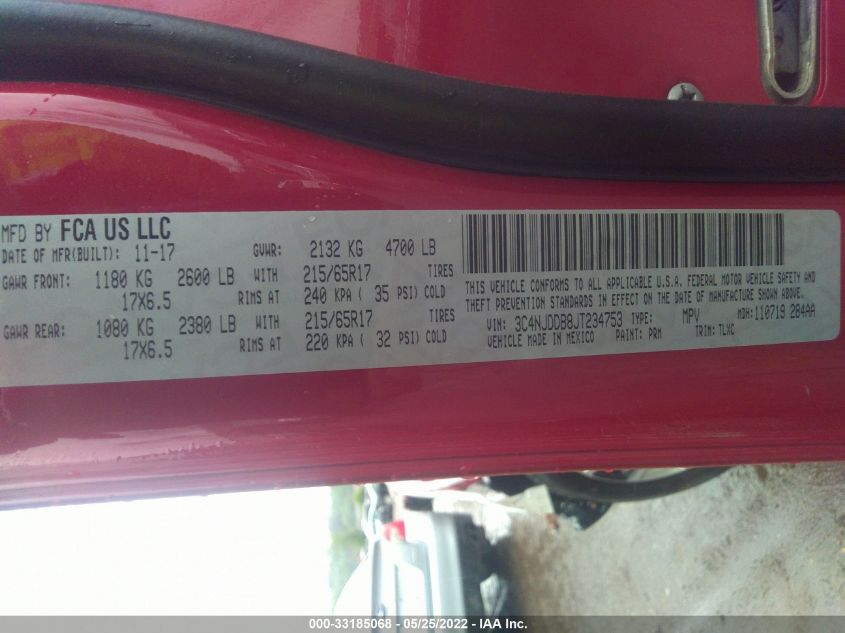 MFD BY FCA US LLC
DATE OF MFR(BUILT): 11-17 GVWR: 2132 KG 4700 LB
GAWR FRONT: 1180 KG 2600 LB WITH 215/65R17 TIRES
17X6.5 RIMS AT 240 KPA ( 35 PSI) COLD
GAWR REAR: 1080 KG 2380 LB WITH 215/65R17 TIRES
17X6.5 RIMS AT 220 KPA ( 32 PSI) COLD
THIS VEHICLE CONFORMS TO ALL APPLICABLE U.S.A. FEDERAL MOTOR VEHICLE SAFETY AND
THEFT PREVENTION STANDARDS IN EFFECT ON THE DATE OF MANUFACTURE SHOWN ABOVE.
VIN: 3C4NJDDB8JT234753 TYPE: MPV MDH:110719 284AA
VEHICLE MADE IN MEXICO PAINT: PRM TRIM: TLXC
000-33185068 - 05/25/2022 - IAA Inc.